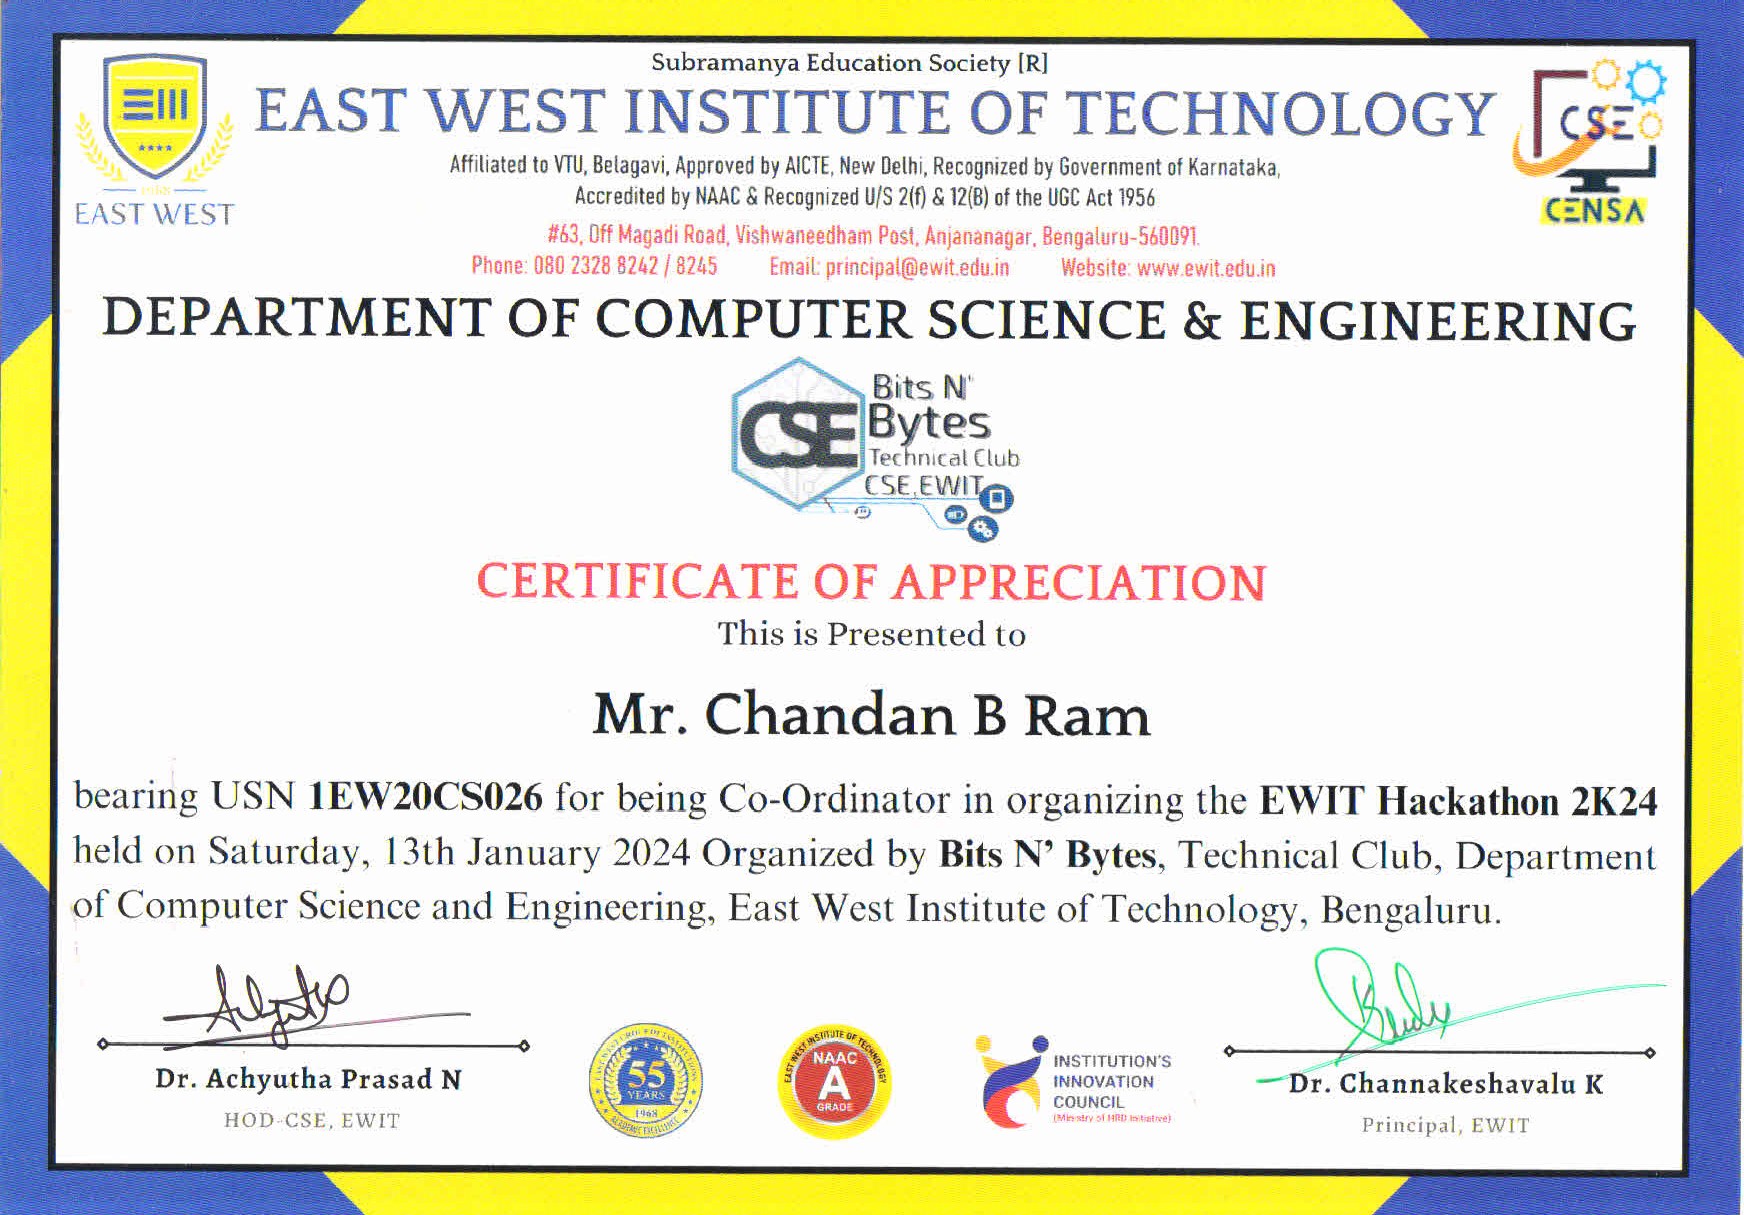 Subramanya Education Society [R]
EAST WEST INSTITUTE OF TECHNOLOGY
Affiliated to VTU, Belagavi, Approved by AICTE, New Delhi, Recognized by Government of Karnataka,
Accredited by NAAC & Recognized U/S 2(f) & 12(B) of the UGC Act 1956
#63, Off Magadi Road, Vishwaneedham Post, Anjananagar, Bengaluru-560091.
Phone: 080 2328 8242 / 8245 Email: principal@ewit.edu.in Website: www.ewit.edu.in
EAST WEST
CSE
CENSA
DEPARTMENT OF COMPUTER SCIENCE & ENGINEERING
CSE
Bits N'
Bytes
Technical Club
CSE,EWIT
CERTIFICATE OF APPRECIATION
This is Presented to
Mr. Chandan B Ram
bearing USN 1EW20CS026 for being Co-Ordinator in organizing the EWIT Hackathon 2K24
held on Saturday, 13th January 2024 Organized by Bits N’ Bytes, Technical Club, Department
of Computer Science and Engineering, East West Institute of Technology, Bengaluru.
Dr. Achyutha Prasad N
HOD-CSE, EWIT
55
YEARS
1968
ACADEMIC EXCELLENCE
EAST WEST INSTITUTE OF TECHNOLOGY
NAAC
A
GRADE
INSTITUTION'S
INNOVATION
COUNCIL
(Ministry of HRD Initiative)
Dr. Channakeshavalu K
Principal, EWIT